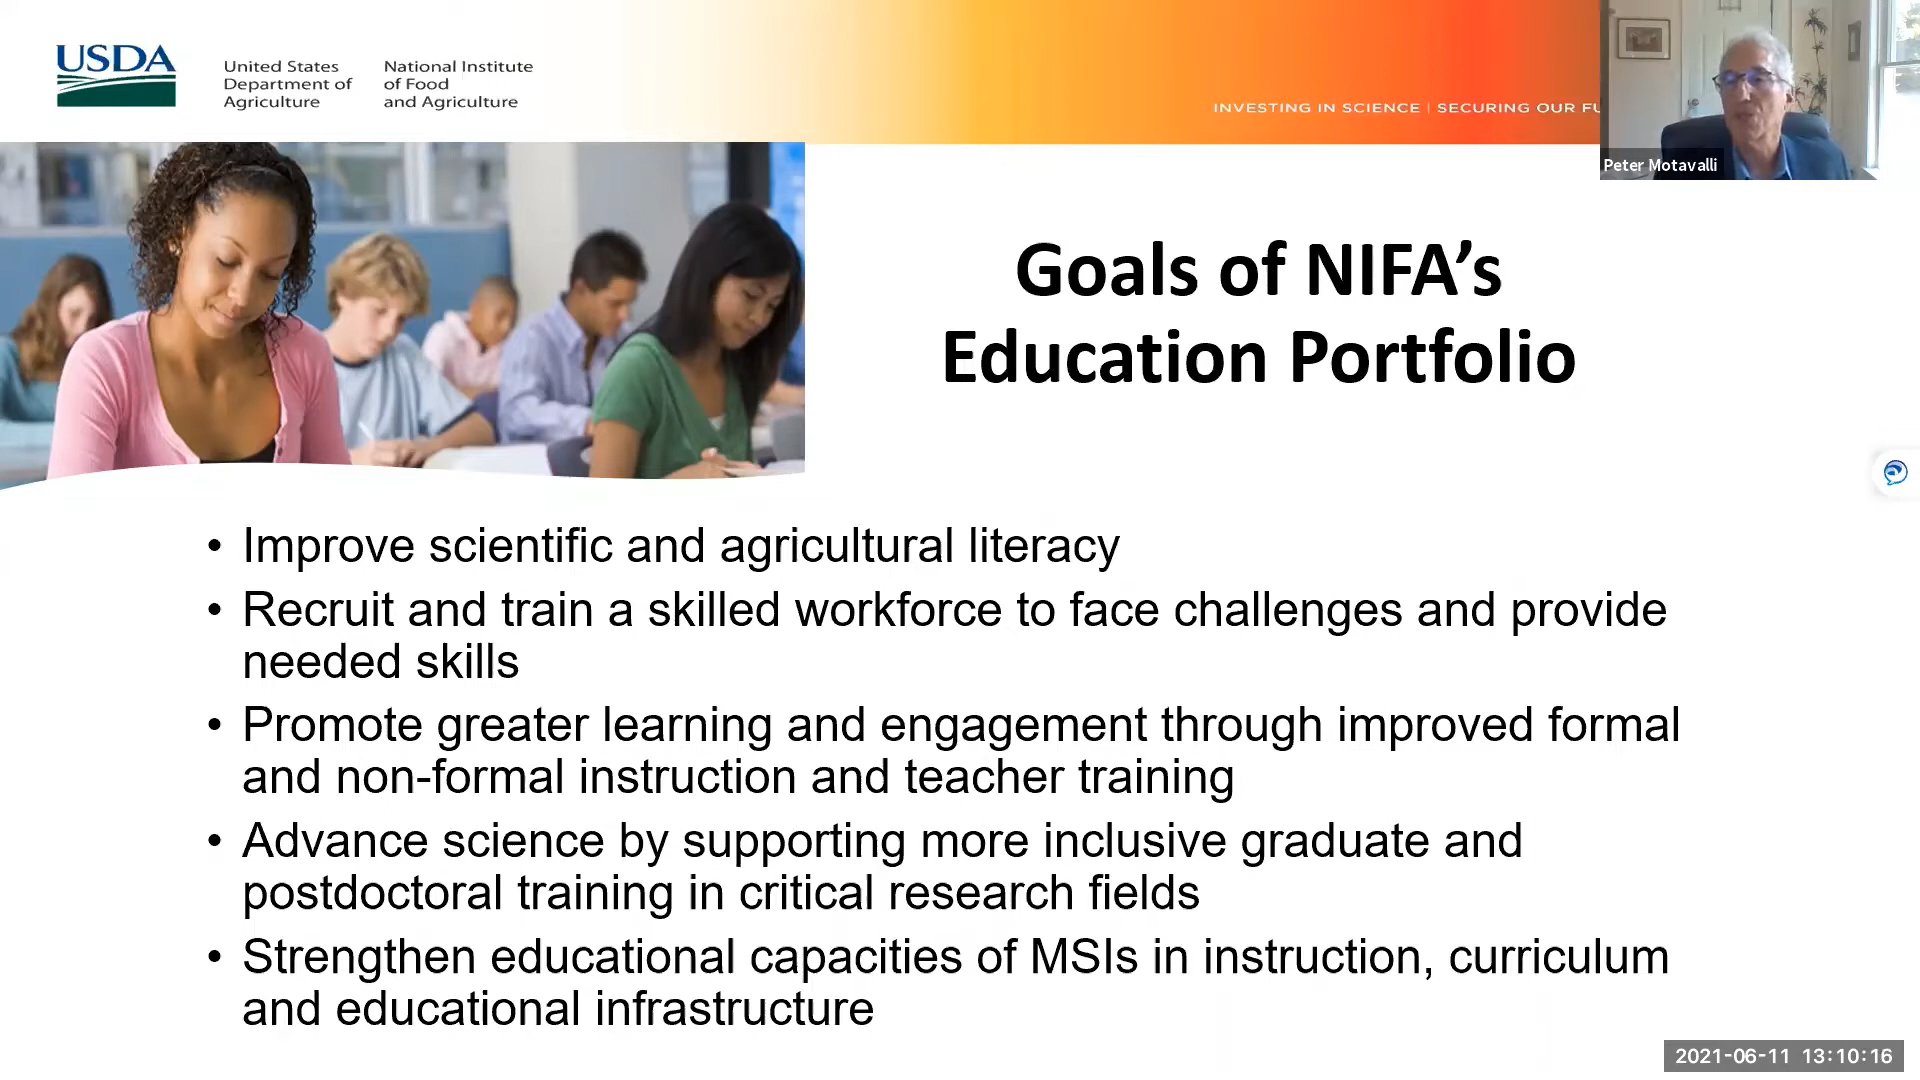 USDA
United States
Department of
Agriculture
National Institute
of Food
and Agriculture
INVESTING IN SCIENCE | SECURING OUR
Peter Motavalli
Goals of NIFA’s
Education Portfolio
• Improve scientific and agricultural literacy
• Recruit and train a skilled workforce to face challenges and provide
needed skills
• Promote greater learning and engagement through improved formal
and non-formal instruction and teacher training
• Advance science by supporting more inclusive graduate and
postdoctoral training in critical research fields
• Strengthen educational capacities of MSIs in instruction, curriculum
and educational infrastructure
2021-06-11 13:10:16